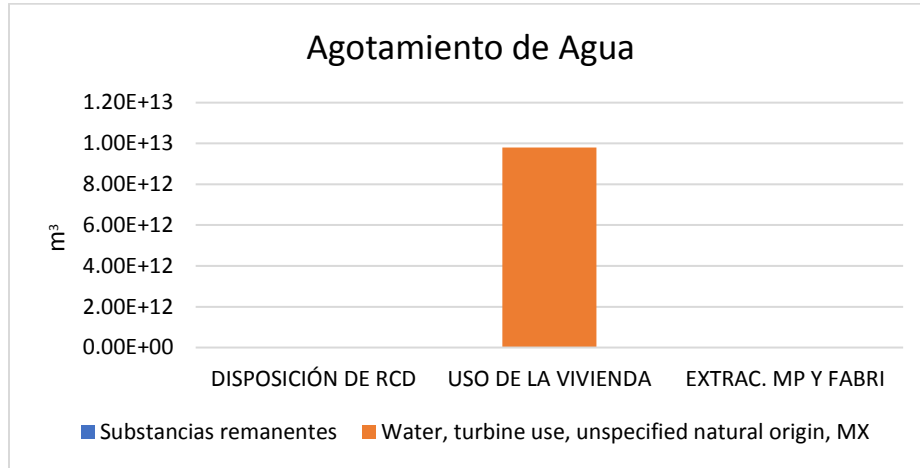 Agotamiento de Agua
1.20E+13
1.00E+13
8.00E+12
6.00E+12
4.00E+12
2.00E+12
0.00E+00
m³
DISPOSICIÓN DE RCD USO DE LA VIVIENDA EXTRAC. MP Y FABRI
Substancias remanentes Water, turbine use, unspecified natural origin, MX